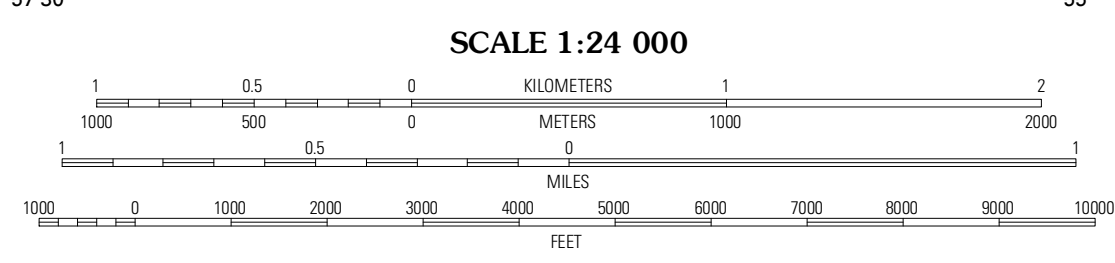 SCALE 1:24 000
1 0.5 0 KILOMETERS 1 2
1000 500 0 METERS 1000 2000
1 0.5 0 1
MILES
1000 0 1000 2000 3000 4000 5000 6000 7000 8000 9000 10000
FEET